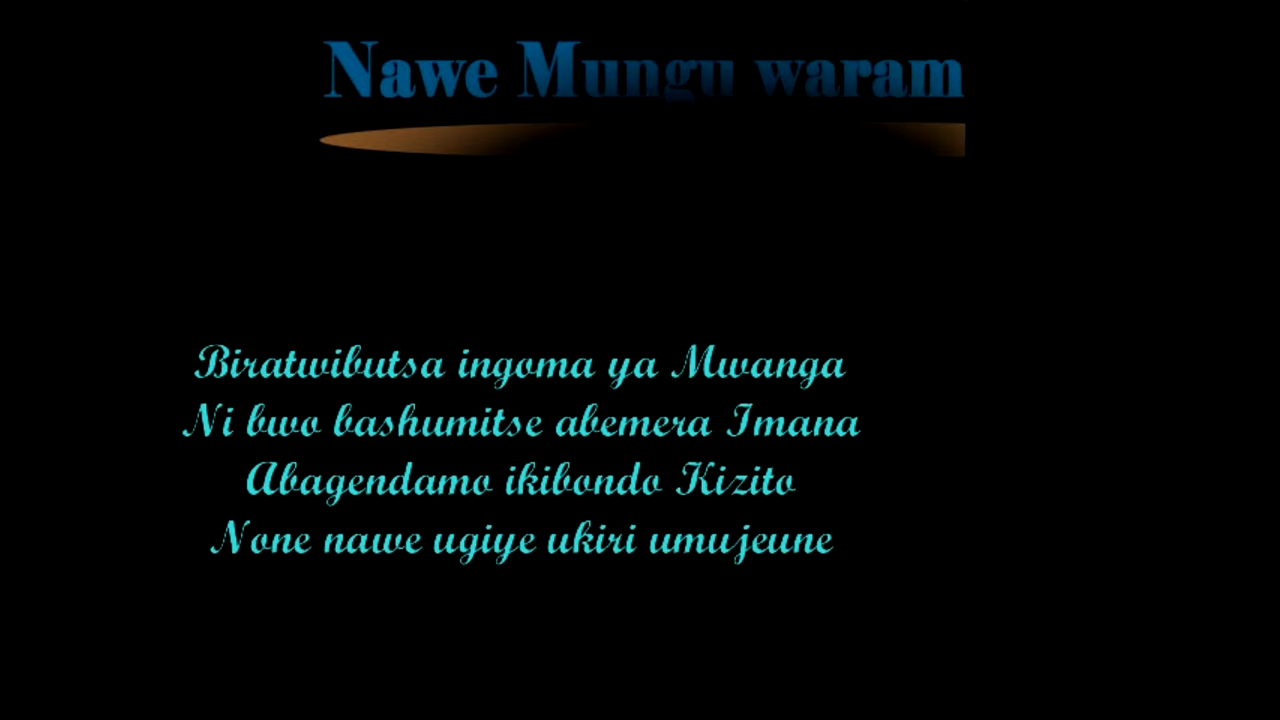 Nawe Mungu waram
Biratwibutsa ingoma ya Mwanga
Ni bwo bashumitse abemera Imana
Abagendamo ikibondo Kizito
None nawe ugiye ukiri umujeune